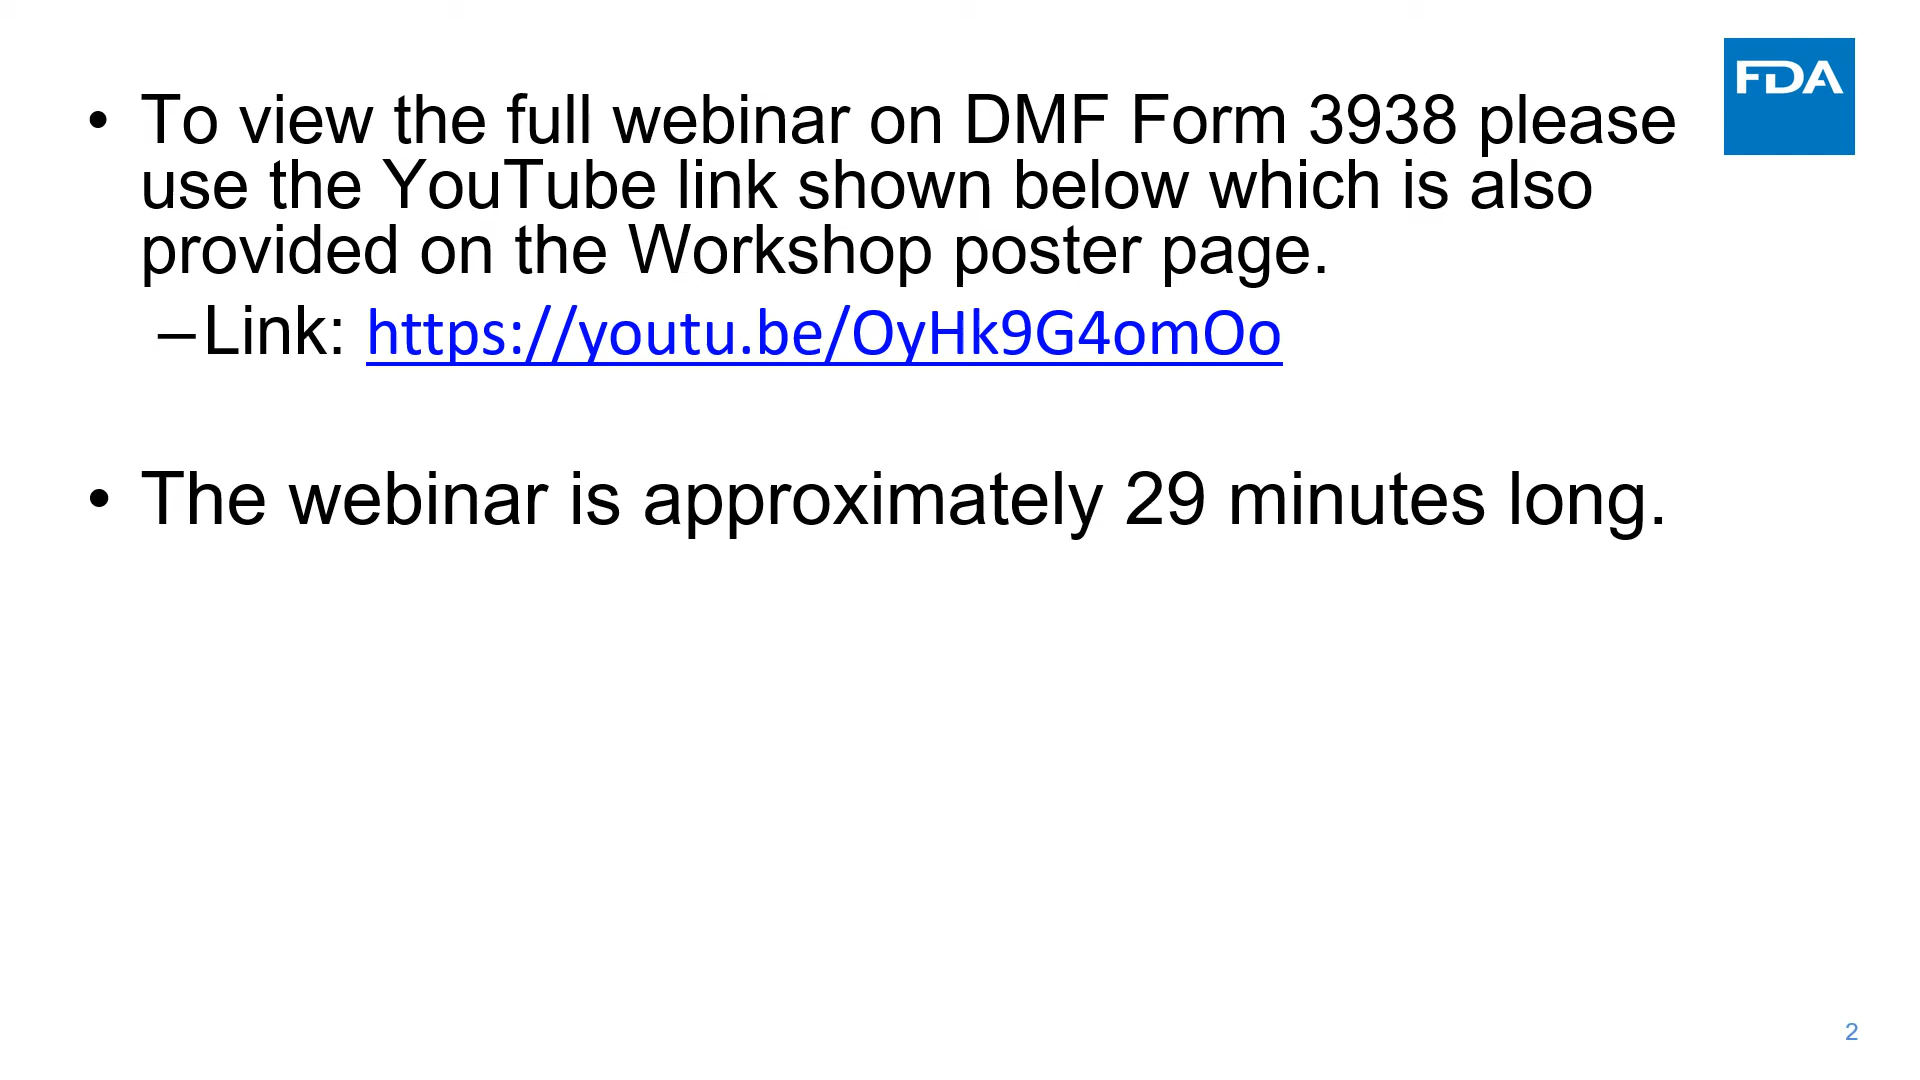 FDA
• To view the full webinar on DMF Form 3938 please
use the YouTube link shown below which is also
provided on the Workshop poster page.
–Link: https://youtu.be/OyHk9G4omOo
• The webinar is approximately 29 minutes long.
2